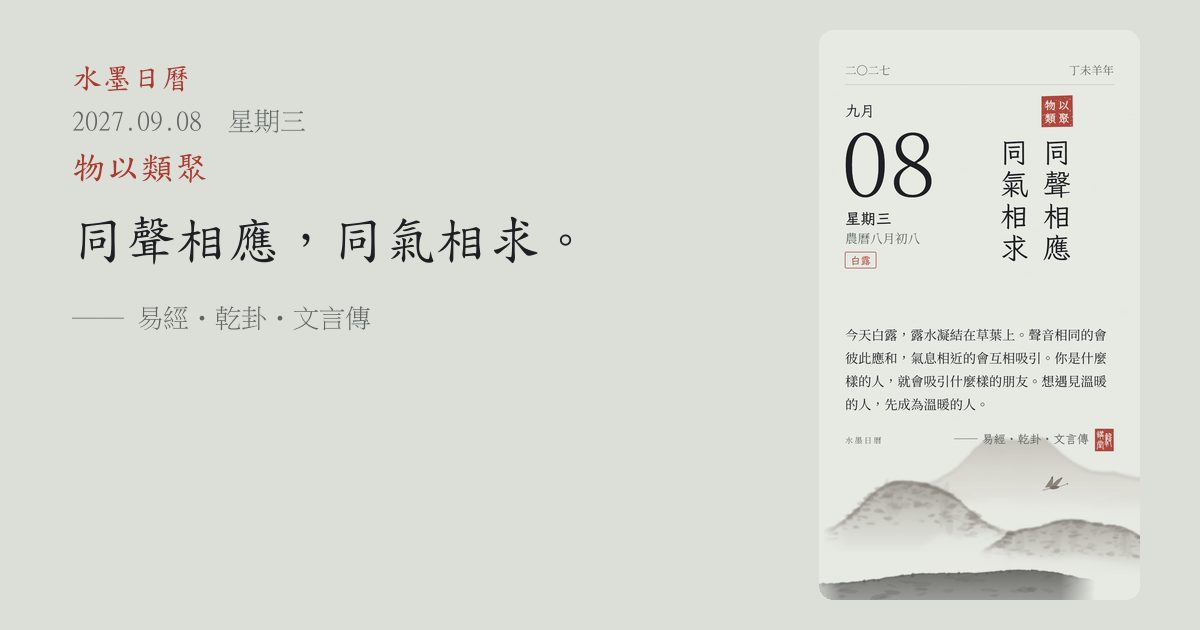 水墨日曆
2027.09.08　星期三
物以類聚
同聲相應，同氣相求。
—— 易經・乾卦・文言傳
二〇二七
丁未羊年
九月
08
星期三
農曆八月初八
白露
物以類聚
同聲相應
同氣相求
今天白露，露水凝結在草葉上。聲音相同的會
彼此應和，氣息相近的會互相吸引。你是什麼
樣的人，就會吸引什麼樣的朋友。想遇見溫暖
的人，先成為溫暖的人。
水墨日曆
—— 易經・乾卦・文言傳